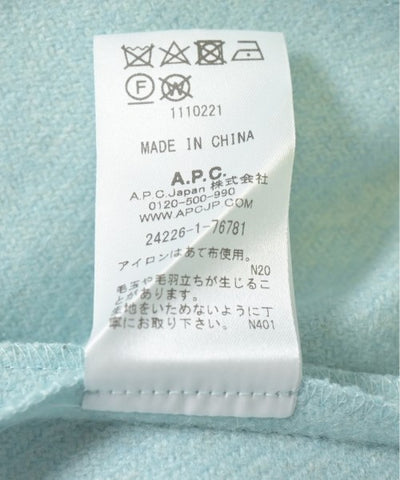 F W
1110221
MADE IN CHINA
A.P.C.
A.P.C.Japan 株式会社
0120-500-990
WWW.APCJP.COM
24226-1-76781
アイロンはあて布使用。
N20
毛玉や毛羽立ちが生じるこ
とがあります。
生地をいためないように丁
寧にお取り下さい。 N401